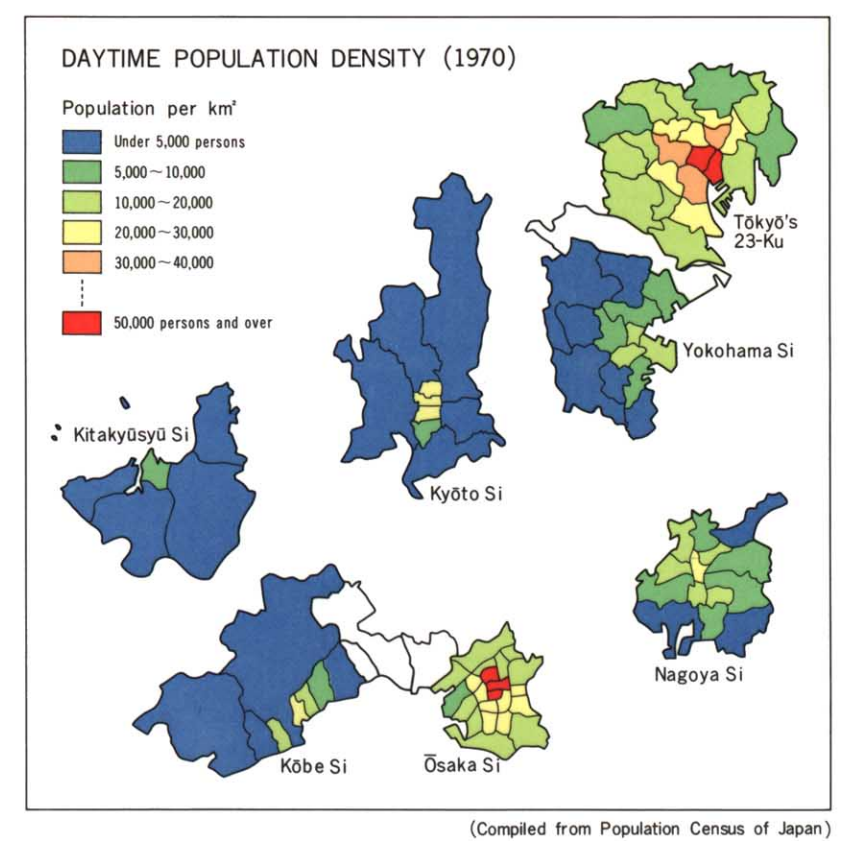 DAYTIME POPULATION DENSITY (1970)
Population per km²
Under 5,000 persons
5,000～10,000
10,000～20,000
20,000～30,000
30,000～40,000
50,000 persons and over
Tōkyō's
23-Ku
Yokohama Si
Kitakyūsyū Si
Kyōto Si
Nagoya Si
Kōbe Si
Ōsaka Si
(Compiled from Population Census of Japan)